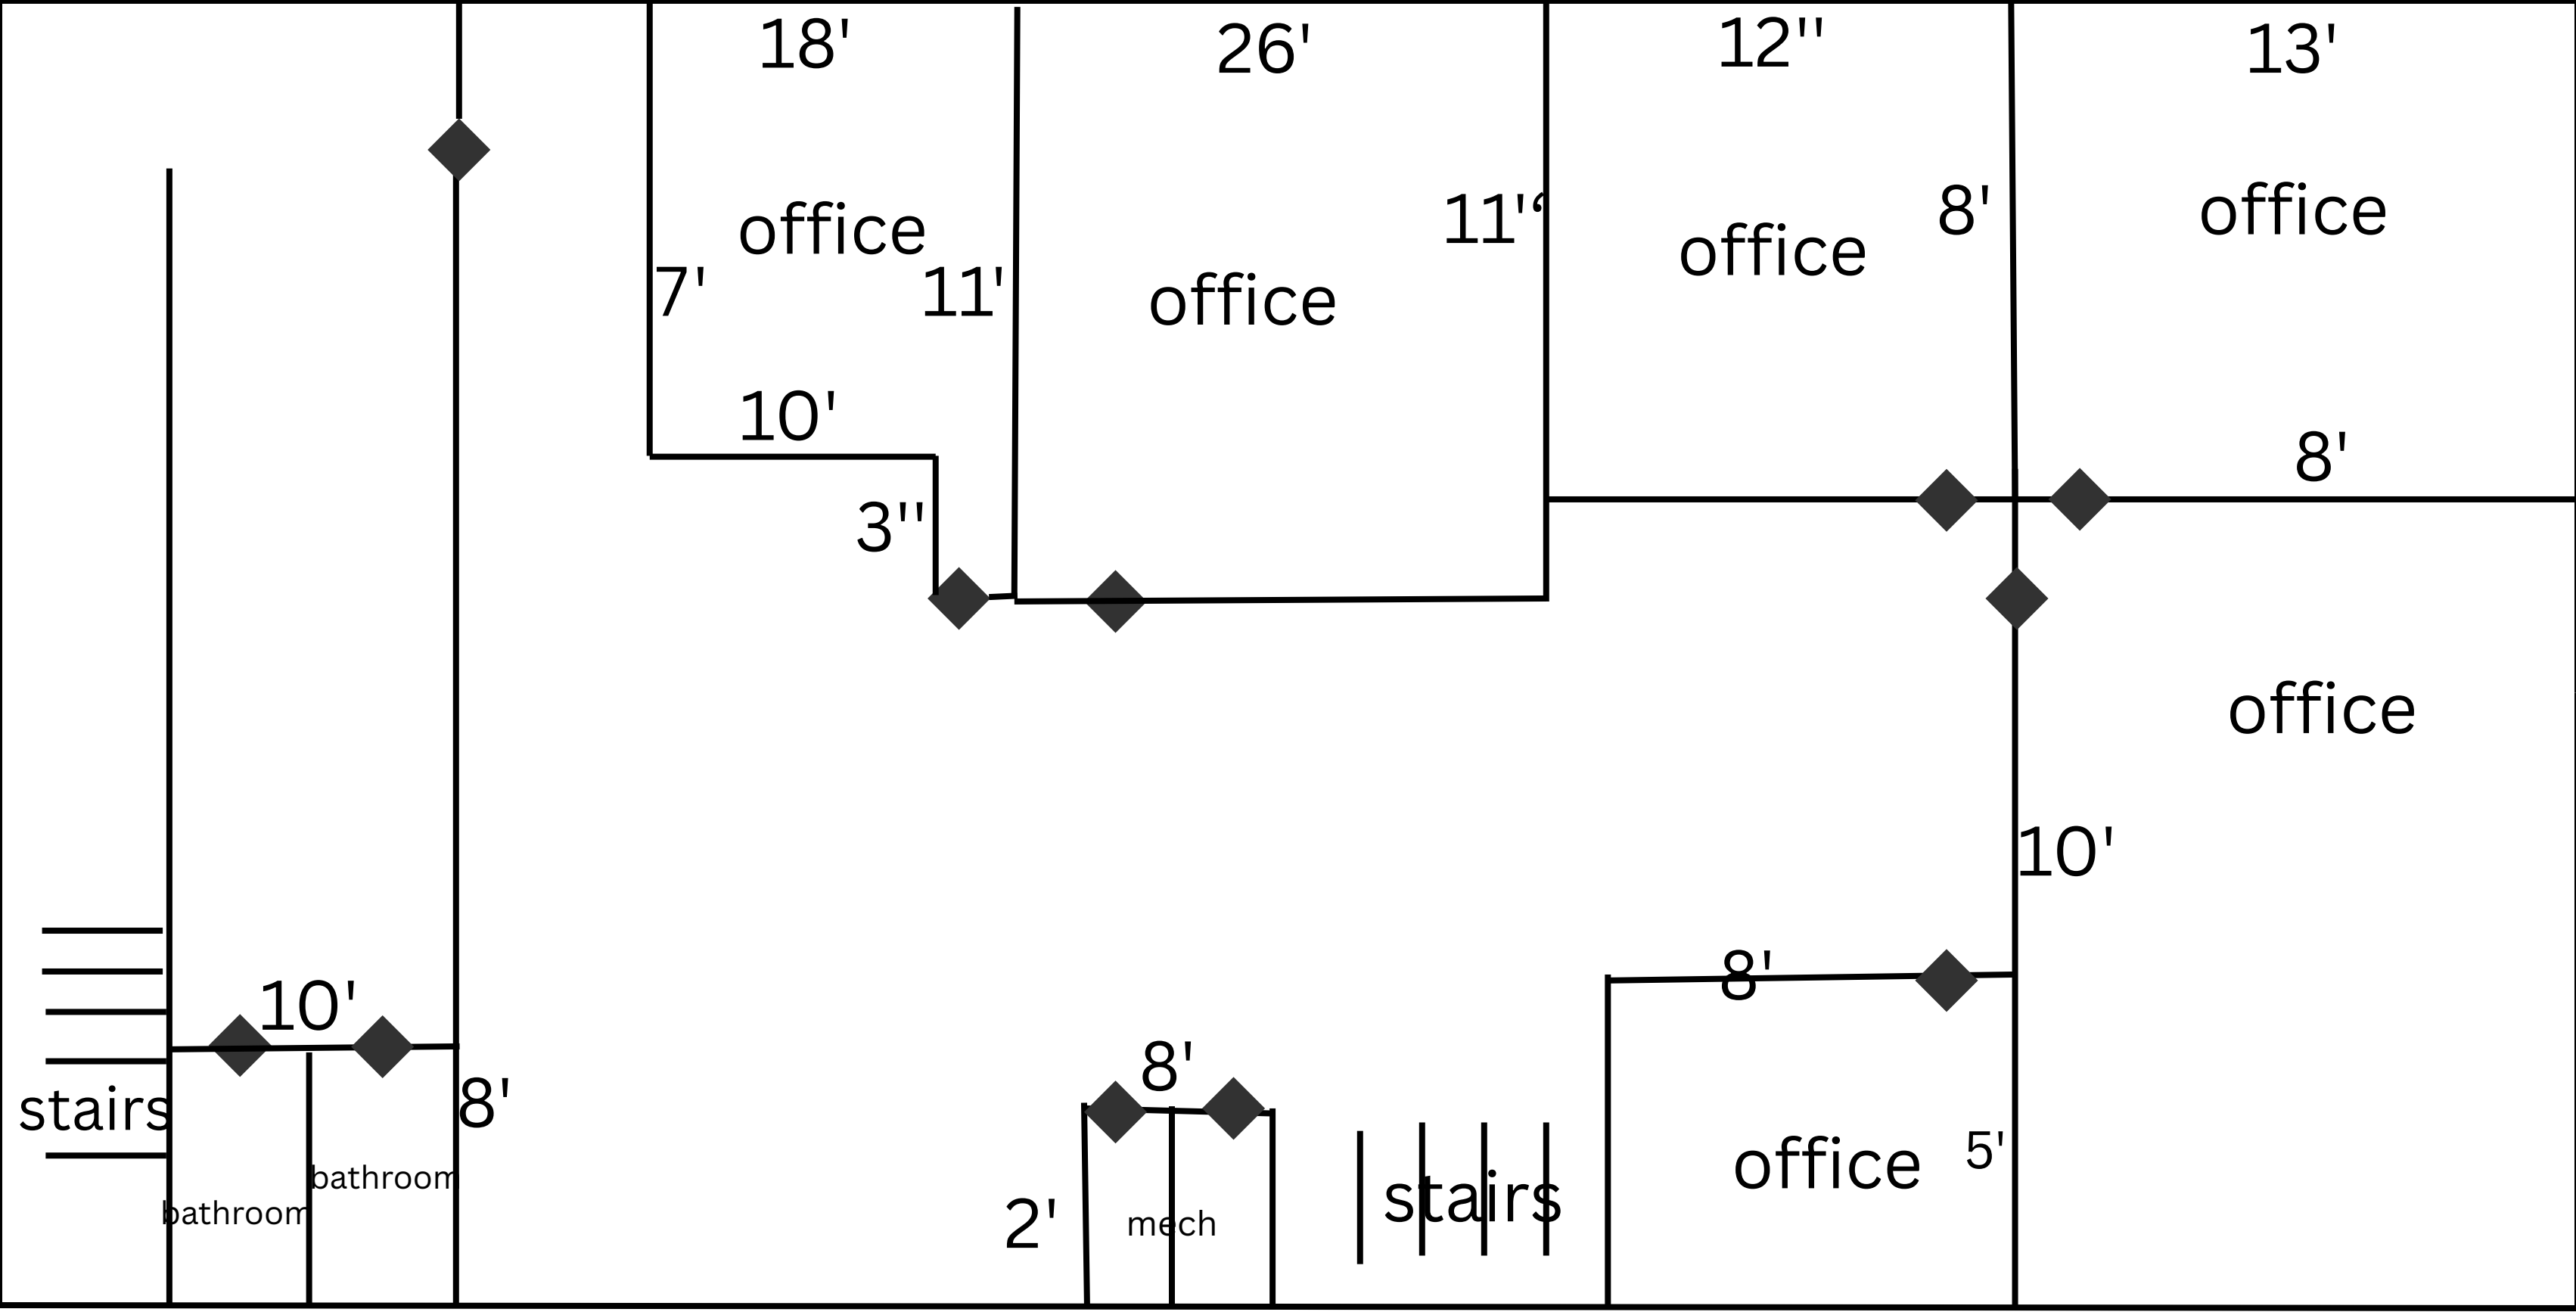 18'
26'
12"
13'
office
7'
11'
office
11'‘
office
8'
office
10'
3"
8'
office
10'
10'
8'
stairs
bathroom
bathroom
8'
2'
mech
stairs
8'
office
5'